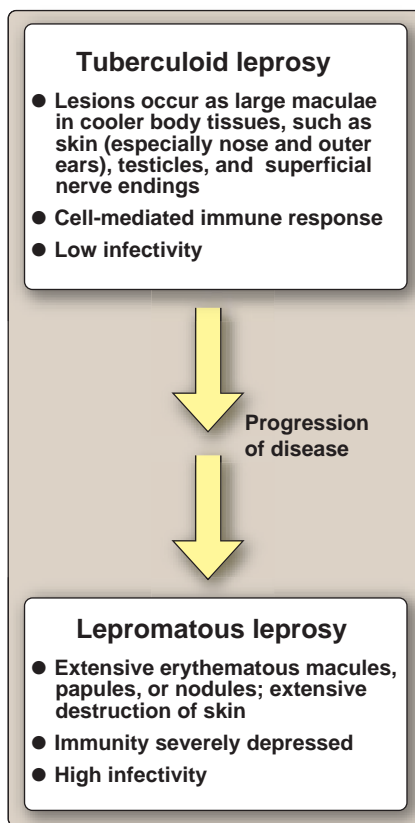 Tuberculoid leprosy
● Lesions occur as large maculae
in cooler body tissues, such as
skin (especially nose and outer
ears), testicles, and superficial
nerve endings
● Cell-mediated immune response
● Low infectivity
Progression
of disease
Lepromatous leprosy
● Extensive erythematous macules,
papules, or nodules; extensive
destruction of skin
● Immunity severely depressed
● High infectivity